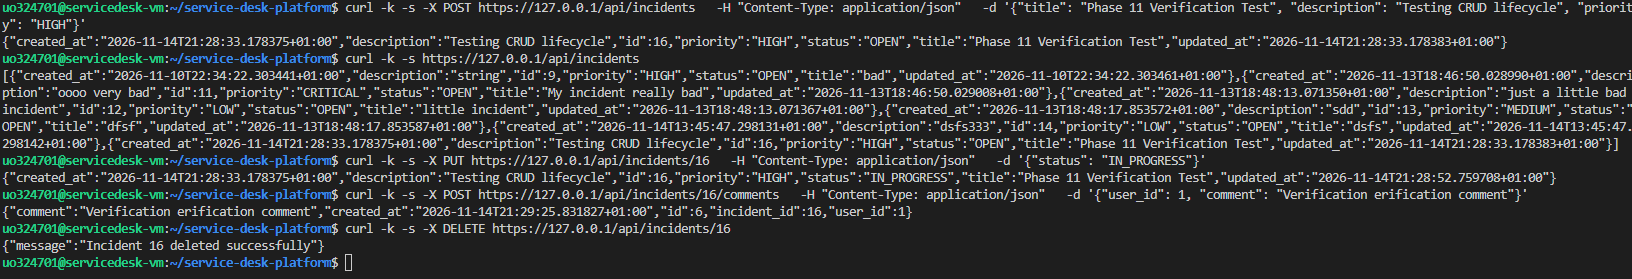 uo324701@servicedesk-vm:~/service-desk-platform$ curl -k -s -X POST https://127.0.0.1/api/incidents   -H "Content-Type: application/json"   -d '{"title": "Phase 11 Verification Test", "description": "Testing CRUD lifecycle", "priorit
y": "HIGH"}'
{"created_at":"2026-11-14T21:28:33.178375+01:00","description":"Testing CRUD lifecycle","id":16,"priority":"HIGH","status":"OPEN","title":"Phase 11 Verification Test","updated_at":"2026-11-14T21:28:33.178383+01:00"}
uo324701@servicedesk-vm:~/service-desk-platform$ curl -k -s https://127.0.0.1/api/incidents
[{"created_at":"2026-11-10T22:34:22.303441+01:00","description":"string","id":9,"priority":"HIGH","status":"OPEN","title":"bad","updated_at":"2026-11-10T22:34:22.303461+01:00"},{"created_at":"2026-11-13T18:46:50.028990+01:00","descri
ption":"oooo very bad","id":11,"priority":"CRITICAL","status":"OPEN","title":"My incident really bad","updated_at":"2026-11-13T18:46:50.029008+01:00"},{"created_at":"2026-11-13T18:48:13.071350+01:00","description":"just a little bad 
incident","id":12,"priority":"LOW","status":"OPEN","title":"little incident","updated_at":"2026-11-13T18:48:13.071367+01:00"},{"created_at":"2026-11-13T18:48:17.853572+01:00","description":"sdd","id":13,"priority":"MEDIUM","status":"
OPEN","title":"dfsf","updated_at":"2026-11-13T18:48:17.853587+01:00"},{"created_at":"2026-11-14T13:45:47.298131+01:00","description":"dsfs333","id":14,"priority":"LOW","status":"OPEN","title":"dsfs","updated_at":"2026-11-14T13:45:47.
298142+01:00"},{"created_at":"2026-11-14T21:28:33.178375+01:00","description":"Testing CRUD lifecycle","id":16,"priority":"HIGH","status":"OPEN","title":"Phase 11 Verification Test","updated_at":"2026-11-14T21:28:33.178383+01:00"}]
uo324701@servicedesk-vm:~/service-desk-platform$ curl -k -s -X PUT https://127.0.0.1/api/incidents/16   -H "Content-Type: application/json"   -d '{"status": "IN_PROGRESS"}'
{"created_at":"2026-11-14T21:28:33.178375+01:00","description":"Testing CRUD lifecycle","id":16,"priority":"HIGH","status":"IN_PROGRESS","title":"Phase 11 Verification Test","updated_at":"2026-11-14T21:28:52.759708+01:00"}
uo324701@servicedesk-vm:~/service-desk-platform$ curl -k -s -X POST https://127.0.0.1/api/incidents/16/comments   -H "Content-Type: application/json"   -d '{"user_id": 1, "comment": "Verification erification comment"}'
{"comment":"Verification erification comment","created_at":"2026-11-14T21:29:25.831827+01:00","id":6,"incident_id":16,"user_id":1}
uo324701@servicedesk-vm:~/service-desk-platform$ curl -k -s -X DELETE https://127.0.0.1/api/incidents/16
{"message":"Incident 16 deleted successfully"}
uo324701@servicedesk-vm:~/service-desk-platform$